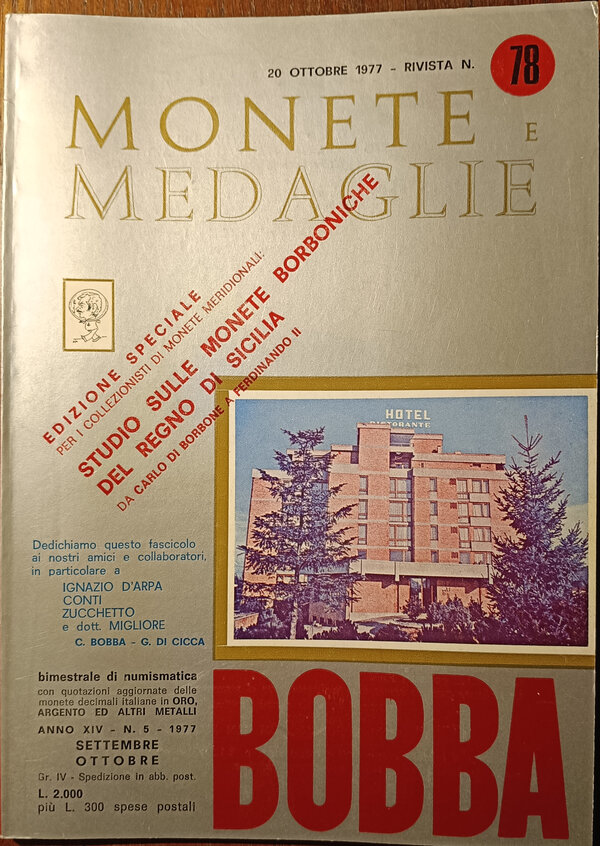 20 OTTOBRE 1977 - RIVISTA N. 78
MONETE E
MEDAGLIE
EDIZIONE SPECIALE
PER I COLLEZIONISTI DI MONETE MERIDIONALI:
STUDIO SULLE MONETE BORBONICHE
DEL REGNO DI SICILIA
DA CARLO DI BORBONE A FERDINANDO II
HOTEL
RISTORANTE
Dedichiamo questo fascicolo
ai nostri amici e collaboratori,
in particolare a
IGNAZIO D'ARPA
CONTI
ZUCCHETTO
e dott. MIGLIORE
C. BOBBA - G. DI CICCA
bimestrale di numismatica
con quotazioni aggiornate delle
monete decimali italiane in ORO,
ARGENTO ED ALTRI METALLI
ANNO XIV - N. 5 - 1977
SETTEMBRE
OTTOBRE
Gr. IV - Spedizione in abb. post.
L. 2.000
più L. 300 spese postali
BOBBA